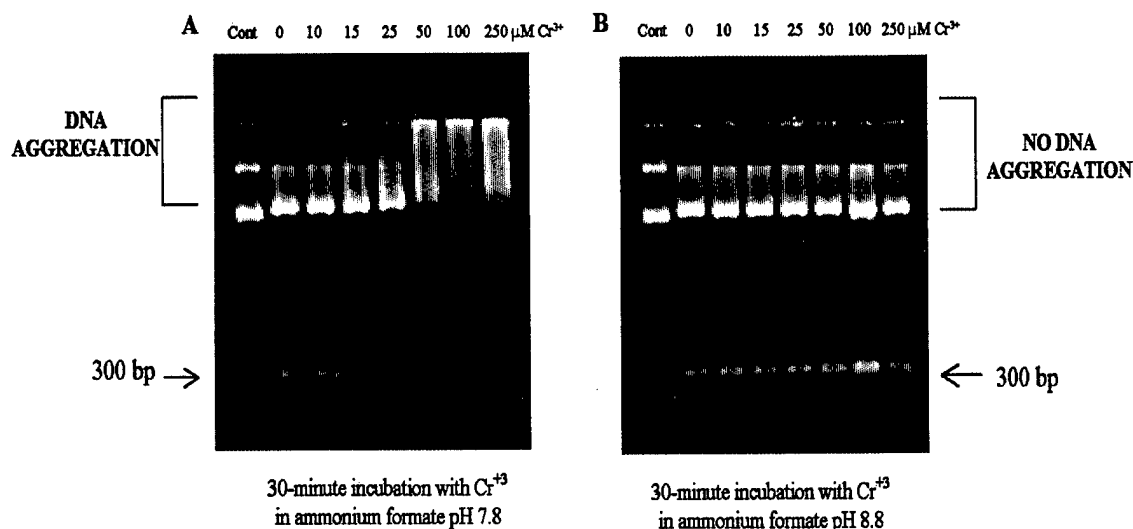 A
Cont 0 10 15 25 50 100 250 μM Cr³⁺
DNA
AGGREGATION
300 bp
30-minute incubation with Cr⁺³
in ammonium formate pH 7.8
B
Cont 0 10 15 25 50 100 250 μM Cr³⁺
NO DNA
AGGREGATION
300 bp
30-minute incubation with Cr⁺³
in ammonium formate pH 8.8